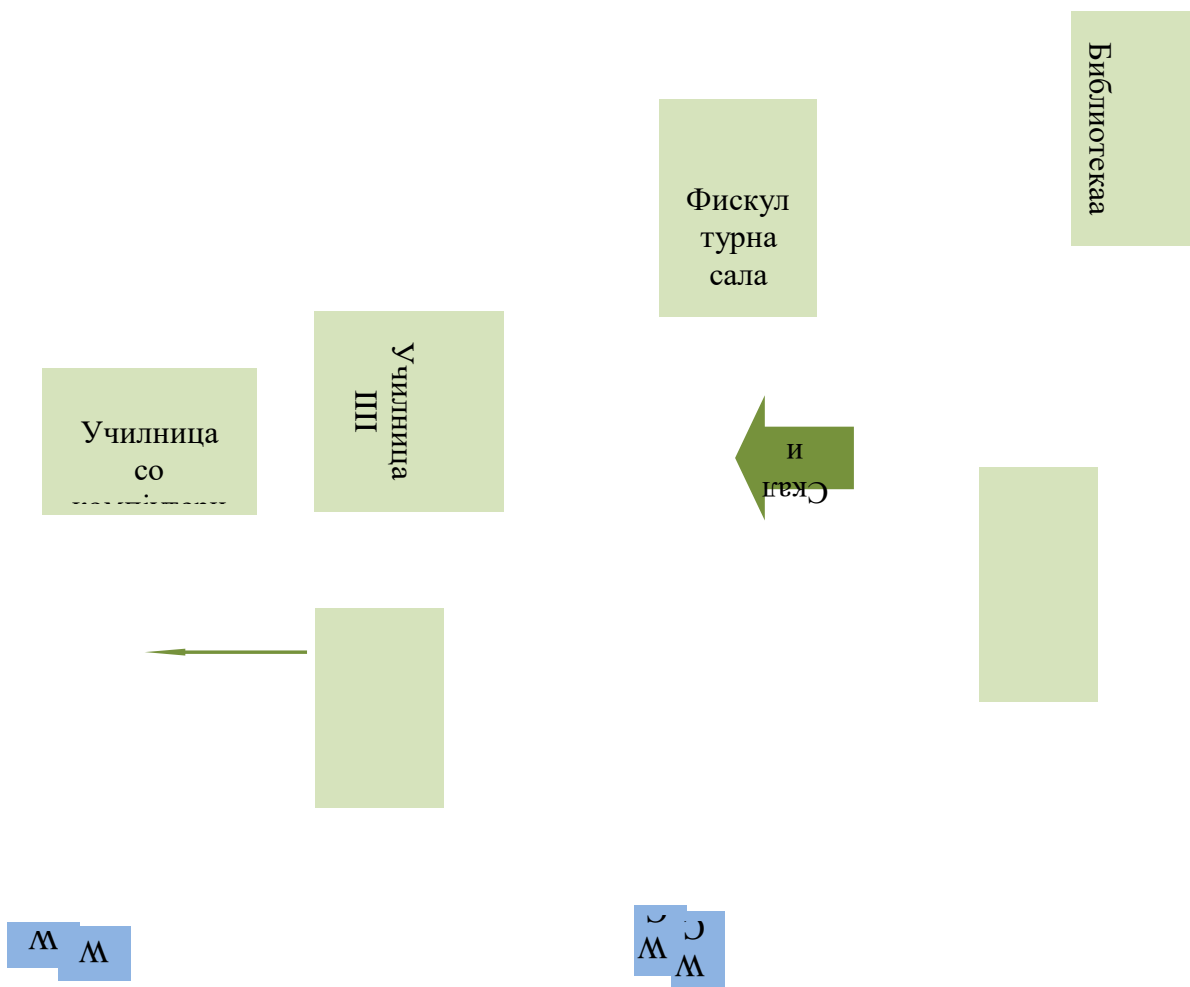 Библиотекаа
Фискул
турна
сала
Училница
III
Училница
со
и
Скал
W
W
C
W
C
W